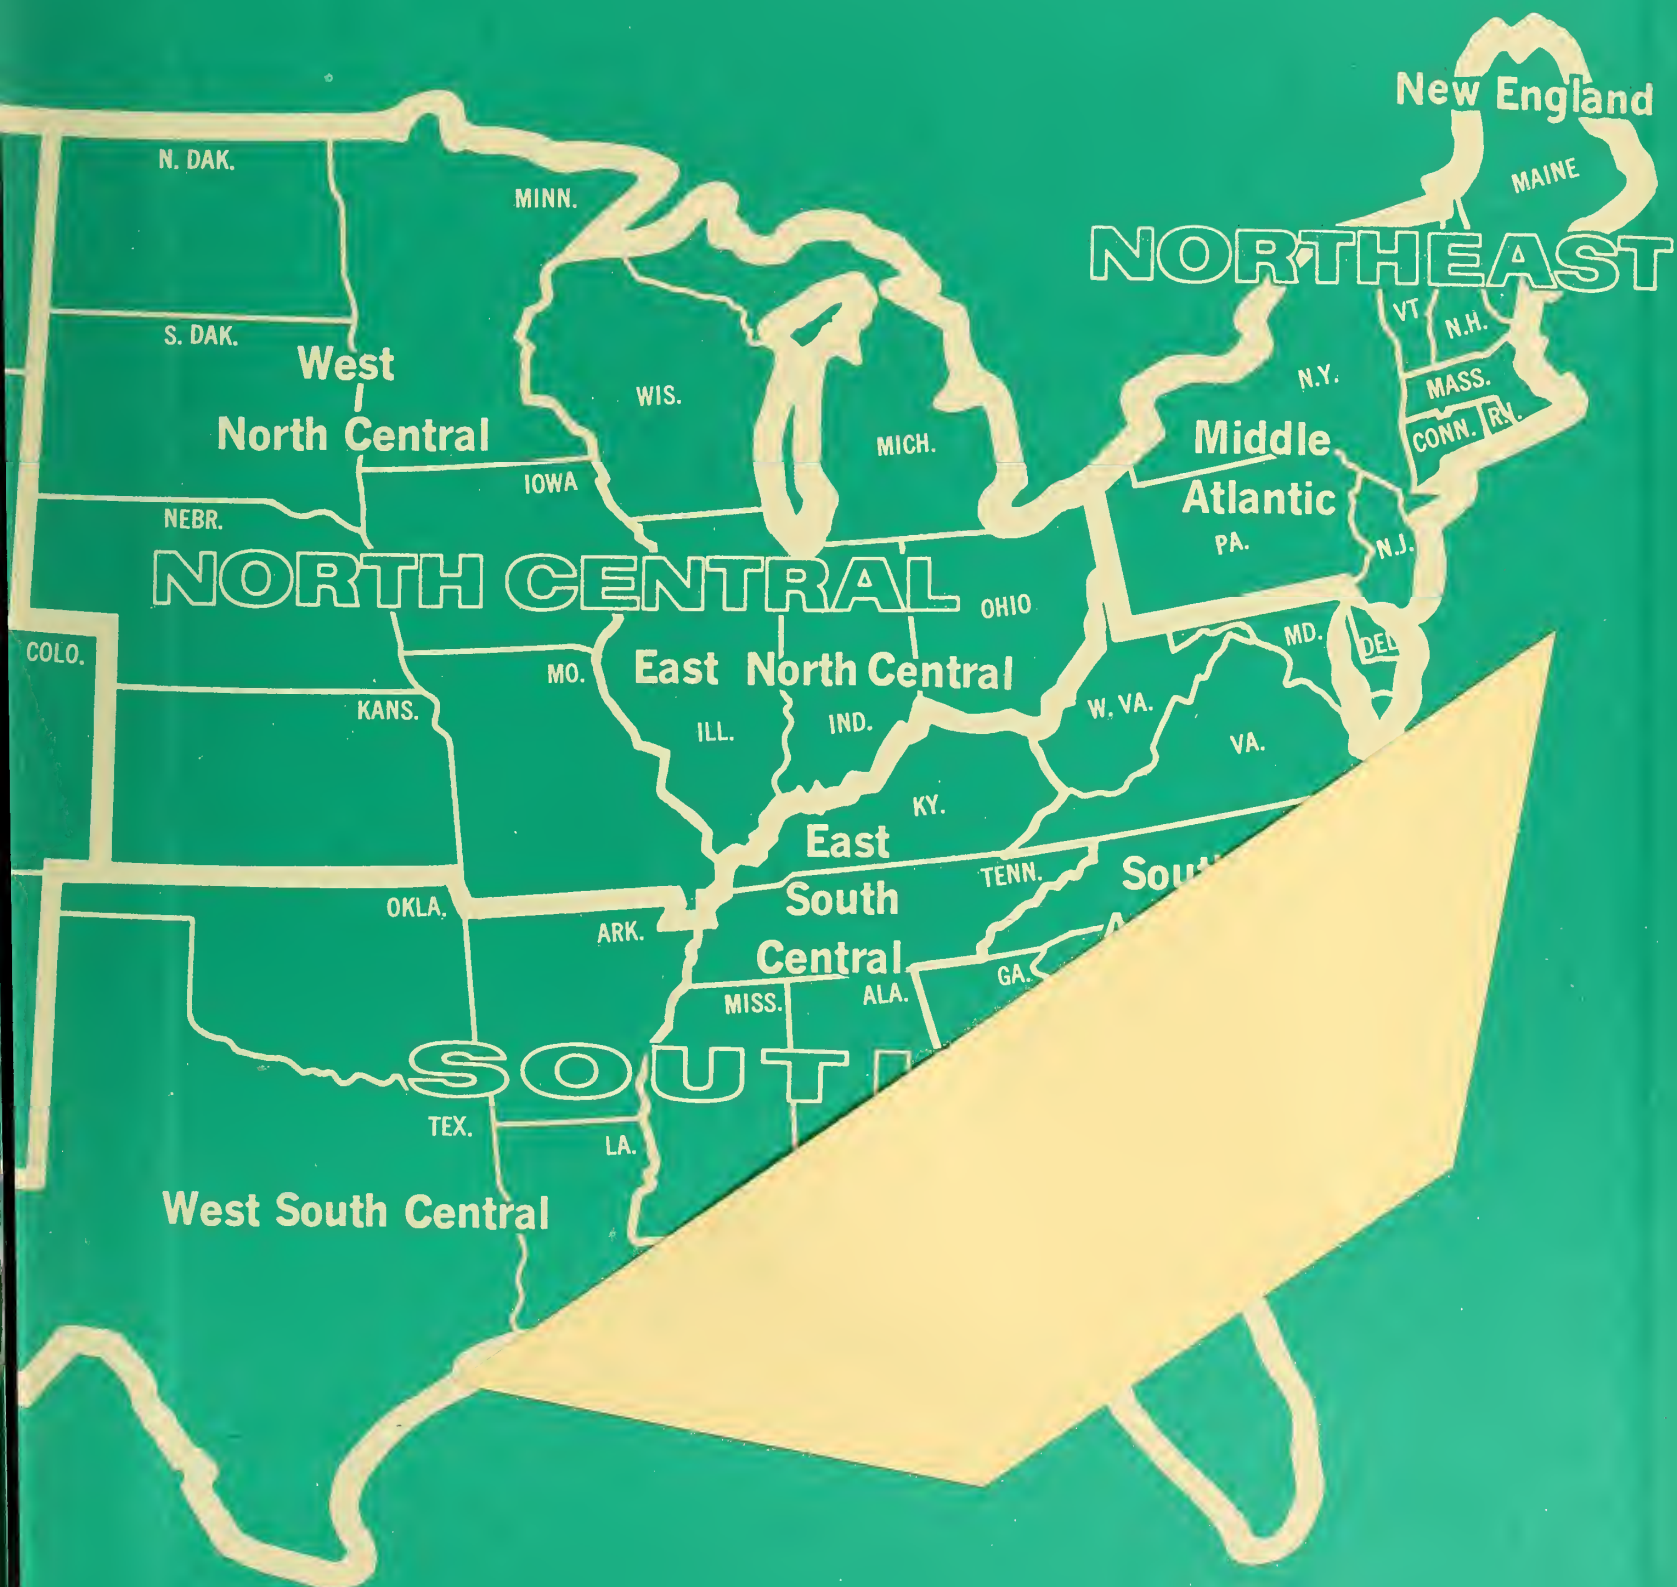 New England
MAINE
N. DAK.
MINN.
NORTHEAST
VT
N.H.
S. DAK.
West
North Central
WIS.
MICH.
N.Y.
MASS.
CONN.
R.I.
Middle
Atlantic
PA.
N.J.
IOWA
NEBR.
NORTH CENTRAL
OHIO
MD.
DEL
COLO.
MO.
East North Central
KANS.
ILL.
IND.
W. VA.
VA.
KY.
East
South
Central
TENN.
OKLA.
ARK.
MISS.
ALA.
GA.
TEX.
LA.
West South Central